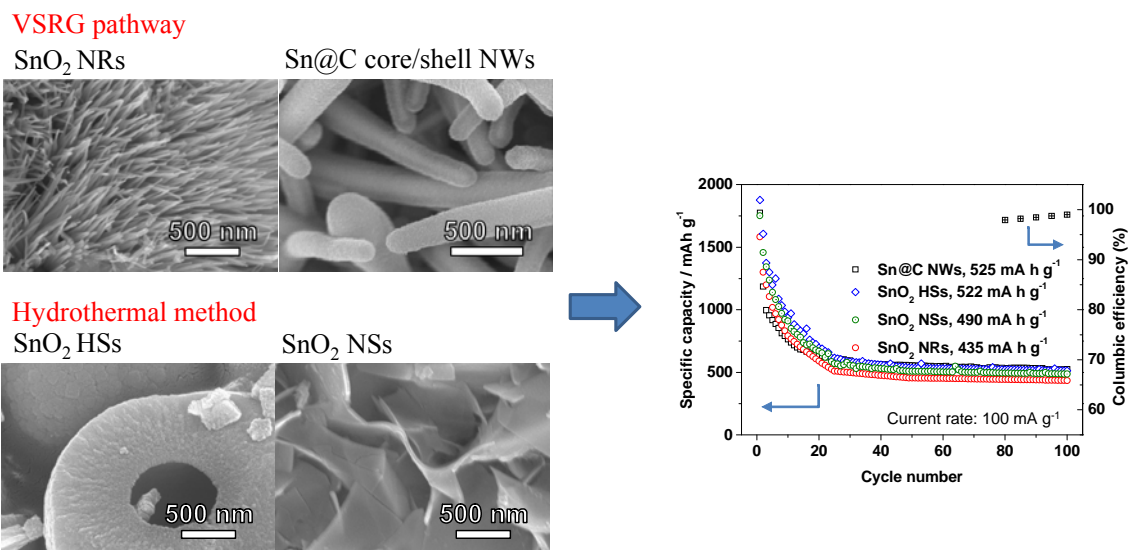 VSRG pathway
SnO₂ NRs
Sn@C core/shell NWs
500 nm
500 nm
Hydrothermal method
SnO₂ HSs
SnO₂ NSs
500 nm
500 nm
Specific capacity / mAh g⁻¹
2000
1500
1000
500
0
Sn@C NWs, 525 mA h g⁻¹
SnO₂ HSs, 522 mA h g⁻¹
SnO₂ NSs, 490 mA h g⁻¹
SnO₂ NRs, 435 mA h g⁻¹
Current rate: 100 mA g⁻¹
0 20 40 60 80 100
Cycle number
100
90
80
70
60
Columbic efficiency (%)